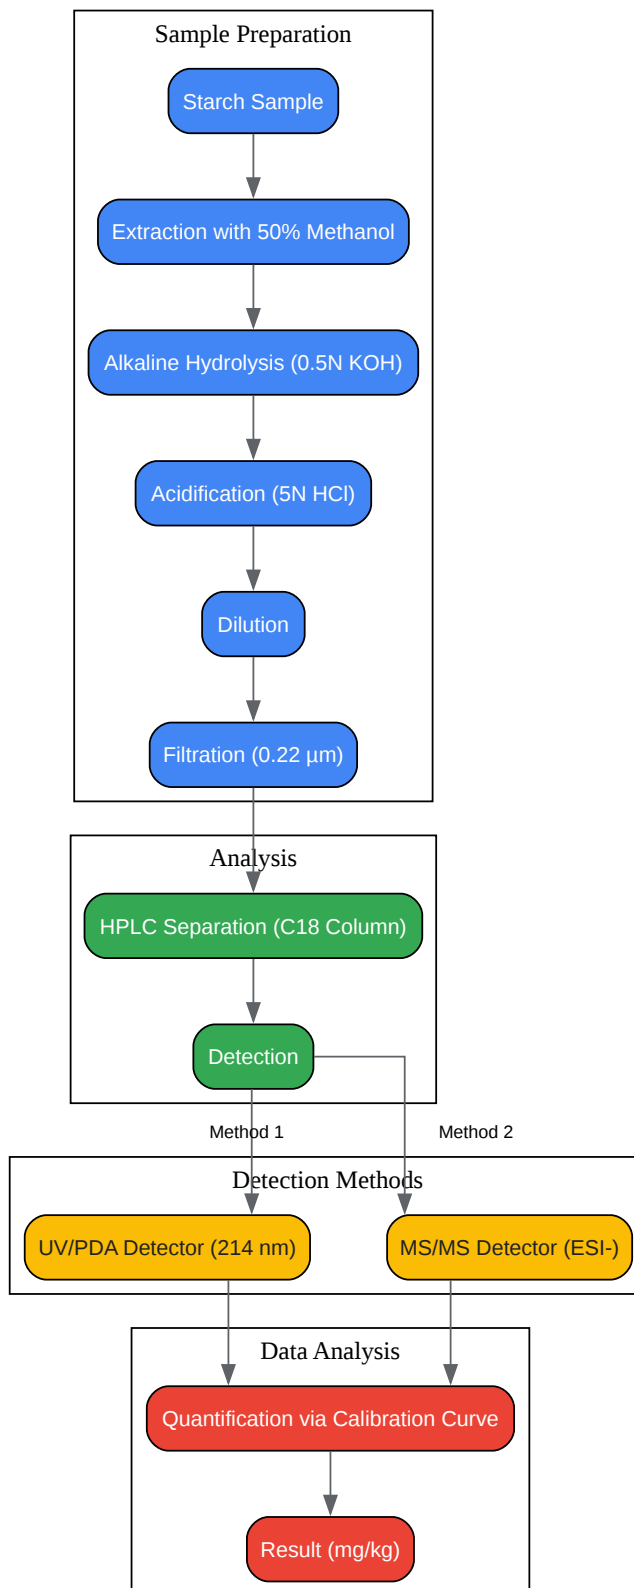 Sample Preparation
Starch Sample
Extraction with 50% Methanol
Alkaline Hydrolysis (0.5N KOH)
Acidification (5N HCl)
Dilution
Filtration (0.22 µm)
Analysis
HPLC Separation (C18 Column)
Detection
Method 1
Method 2
Detection Methods
UV/PDA Detector (214 nm)
MS/MS Detector (ESI-)
Data Analysis
Quantification via Calibration Curve
Result (mg/kg)